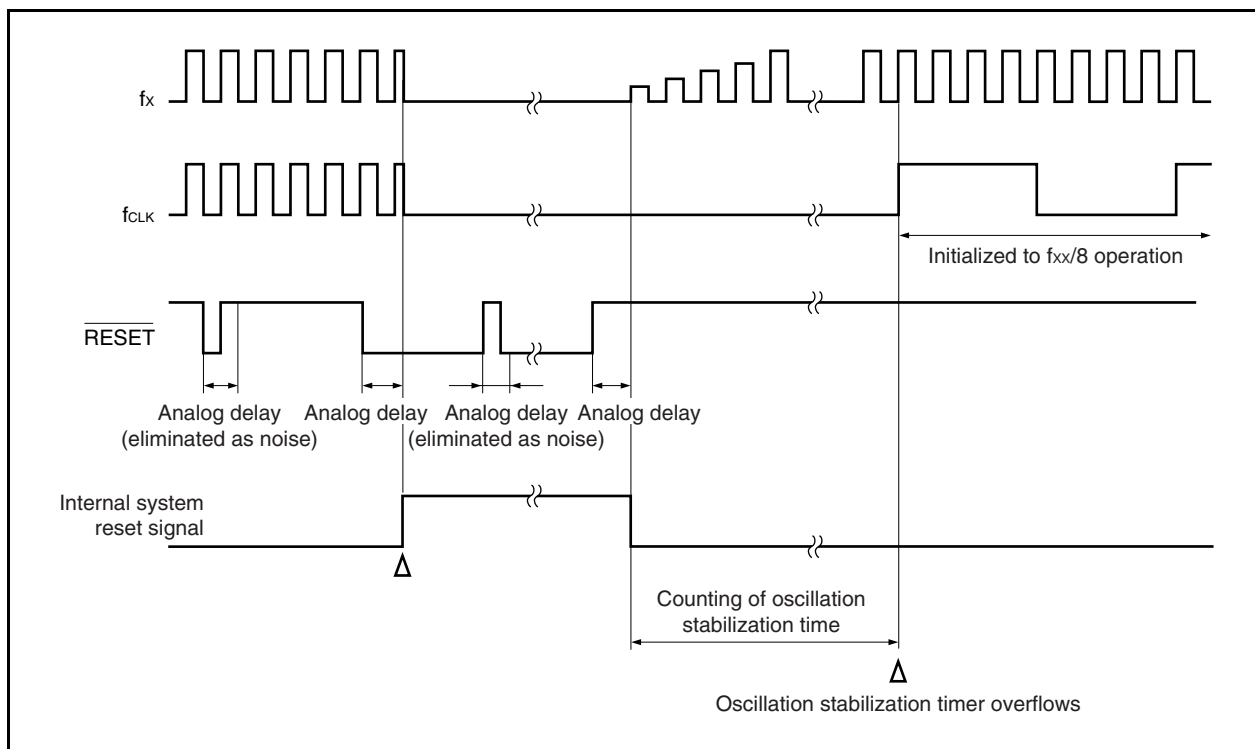 fX
fCLK
Initialized to fXX/8 operation
RESET
Analog delay
(eliminated as noise)
Analog delay
Analog delay
(eliminated as noise)
Analog delay
Internal system
reset signal
Counting of oscillation
stabilization time
Oscillation stabilization timer overflows